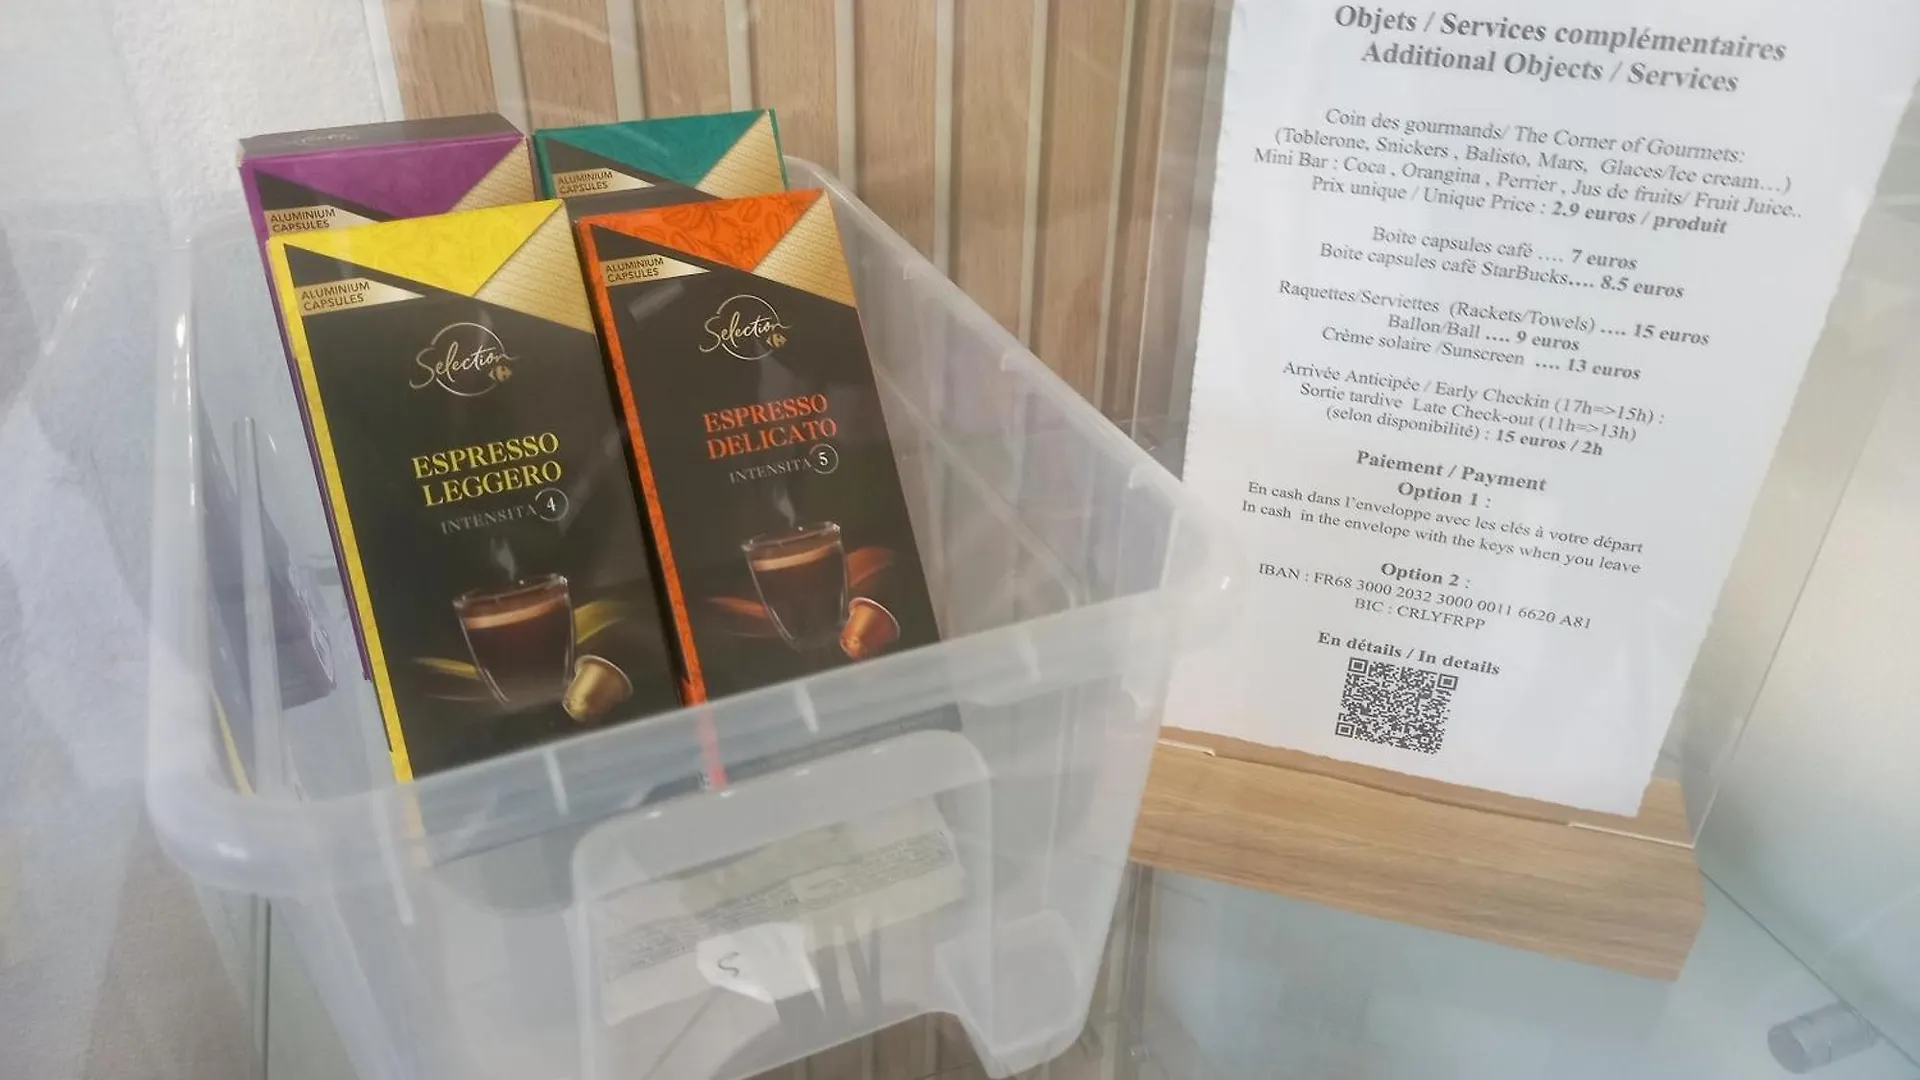 ALUMINIUM
CAPSULES
ALUMINIUM
CAPSULES
ALUMINIUM
CAPSULES
Selection
ESPRESSO
LEGGERO
INTENSITA 4
ALUMINIUM
CAPSULES
Selection
ESPRESSO
DELICATO
INTENSITA 5
S
Objets / Services complémentaires
Additional Objects / Services
Coin des gourmands/ The Corner of Gourmets:
(Toblerone, Snickers , Balisto, Mars, Glaces/Ice cream...)
Mini Bar : Coca , Orangina , Perrier , Jus de fruits/ Fruit Juice..
Prix unique / Unique Price : 2.9 euros / produit
Boite capsules café .... 7 euros
Boite capsules café StarBucks.... 8.5 euros
Raquettes/Serviettes (Rackets/Towels) .... 15 euros
Ballon/Ball .... 9 euros
Crème solaire /Sunscreen .... 13 euros
Arrivée Anticipée / Early Checkin (17h=>15h) :
Sortie tardive Late Check-out (11h=>13h)
(selon disponibilité) : 15 euros / 2h
Paiement / Payment
Option 1 :
En cash dans l'enveloppe avec les clés à votre départ
In cash in the envelope with the keys when you leave
Option 2 :
IBAN : FR68 3000 2032 3000 0011 6620 A81
BIC : CRLYFRPP
En détails / In details